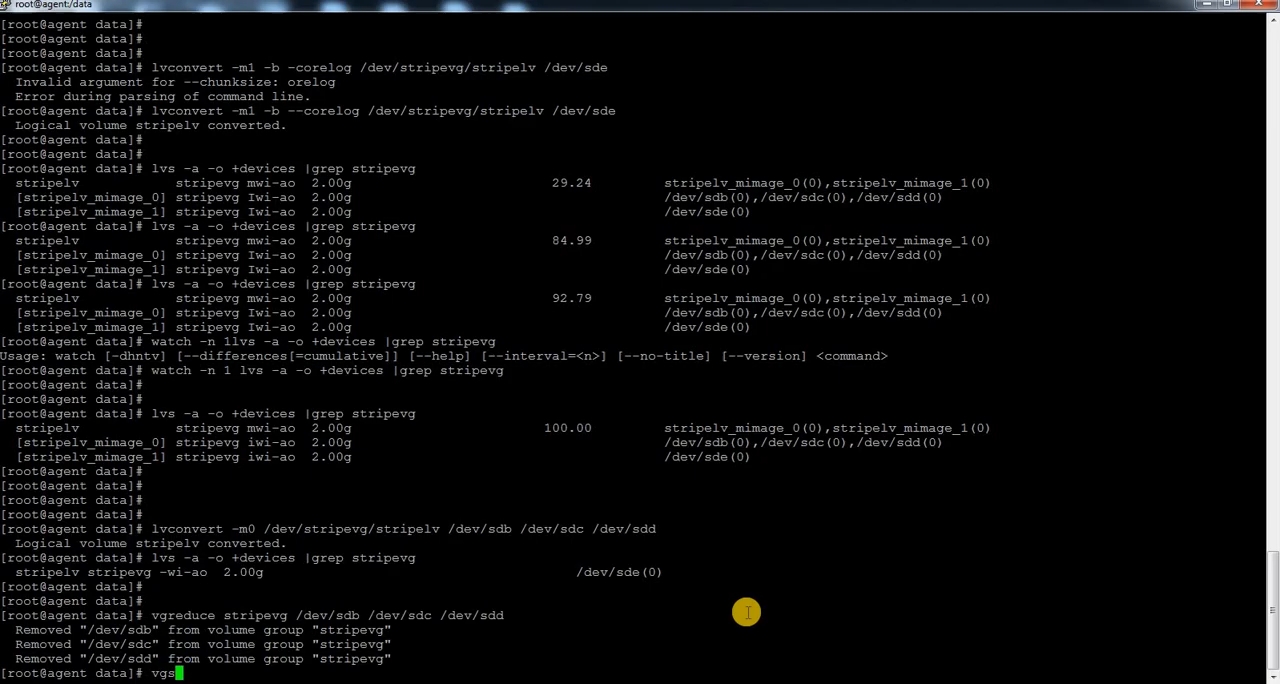 root@agent:/data
[root@agent data]#
[root@agent data]#
[root@agent data]#
[root@agent data]# lvconvert -m1 -b -corelog /dev/stripevg/stripelv /dev/sde
  Invalid argument for --chunksize: orelog
  Error during parsing of command line.
[root@agent data]# lvconvert -m1 -b --corelog /dev/stripevg/stripelv /dev/sde
  Logical volume stripelv converted.
[root@agent data]#
[root@agent data]#
[root@agent data]# lvs -a -o +devices |grep stripevg
  stripelv            stripevg mwi-ao  2.00g                         29.24         stripelv_mimage_0(0),stripelv_mimage_1(0)
  [stripelv_mimage_0] stripevg Iwi-ao  2.00g                                       /dev/sdb(0),/dev/sdc(0),/dev/sdd(0)
  [stripelv_mimage_1] stripevg Iwi-ao  2.00g                                       /dev/sde(0)
[root@agent data]# lvs -a -o +devices |grep stripevg
  stripelv            stripevg mwi-ao  2.00g                         84.99         stripelv_mimage_0(0),stripelv_mimage_1(0)
  [stripelv_mimage_0] stripevg Iwi-ao  2.00g                                       /dev/sdb(0),/dev/sdc(0),/dev/sdd(0)
  [stripelv_mimage_1] stripevg Iwi-ao  2.00g                                       /dev/sde(0)
[root@agent data]# lvs -a -o +devices |grep stripevg
  stripelv            stripevg mwi-ao  2.00g                         92.79         stripelv_mimage_0(0),stripelv_mimage_1(0)
  [stripelv_mimage_0] stripevg Iwi-ao  2.00g                                       /dev/sdb(0),/dev/sdc(0),/dev/sdd(0)
  [stripelv_mimage_1] stripevg Iwi-ao  2.00g                                       /dev/sde(0)
[root@agent data]# watch -n 1lvs -a -o +devices |grep stripevg
Usage: watch [-dhntv] [--differences[=cumulative]] [--help] [--interval=<n>] [--no-title] [--version] <command>
[root@agent data]# watch -n 1 lvs -a -o +devices |grep stripevg
[root@agent data]#
[root@agent data]#
[root@agent data]# lvs -a -o +devices |grep stripevg
  stripelv            stripevg mwi-ao  2.00g                        100.00         stripelv_mimage_0(0),stripelv_mimage_1(0)
  [stripelv_mimage_0] stripevg iwi-ao  2.00g                                       /dev/sdb(0),/dev/sdc(0),/dev/sdd(0)
  [stripelv_mimage_1] stripevg iwi-ao  2.00g                                       /dev/sde(0)
[root@agent data]#
[root@agent data]#
[root@agent data]#
[root@agent data]#
[root@agent data]# lvconvert -m0 /dev/stripevg/stripelv /dev/sdb /dev/sdc /dev/sdd
  Logical volume stripelv converted.
[root@agent data]# lvs -a -o +devices |grep stripevg
  stripelv stripevg -wi-ao  2.00g                                       /dev/sde(0)
[root@agent data]#
[root@agent data]#
[root@agent data]# vgreduce stripevg /dev/sdb /dev/sdc /dev/sdd
  Removed "/dev/sdb" from volume group "stripevg"
  Removed "/dev/sdc" from volume group "stripevg"
  Removed "/dev/sdd" from volume group "stripevg"
[root@agent data]# vgs